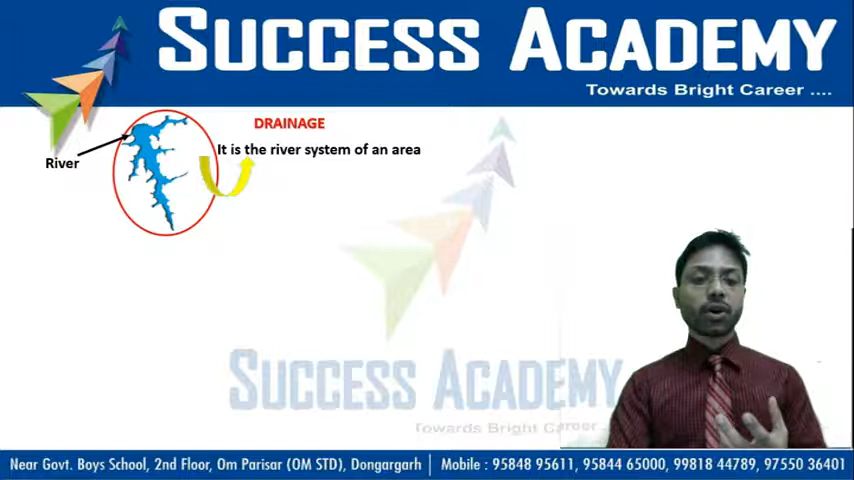 SUCCESS ACADEMY
Towards Bright Career ....
DRAINAGE
It is the river system of an area
River
SUCCESS ACADEMY
Towards Bright Career ..
Near Govt. Boys School, 2nd Floor, Om Parisar (OM STD), Dongargarh | Mobile : 95848 95611, 95844 65000, 99818 44789, 97550 36401